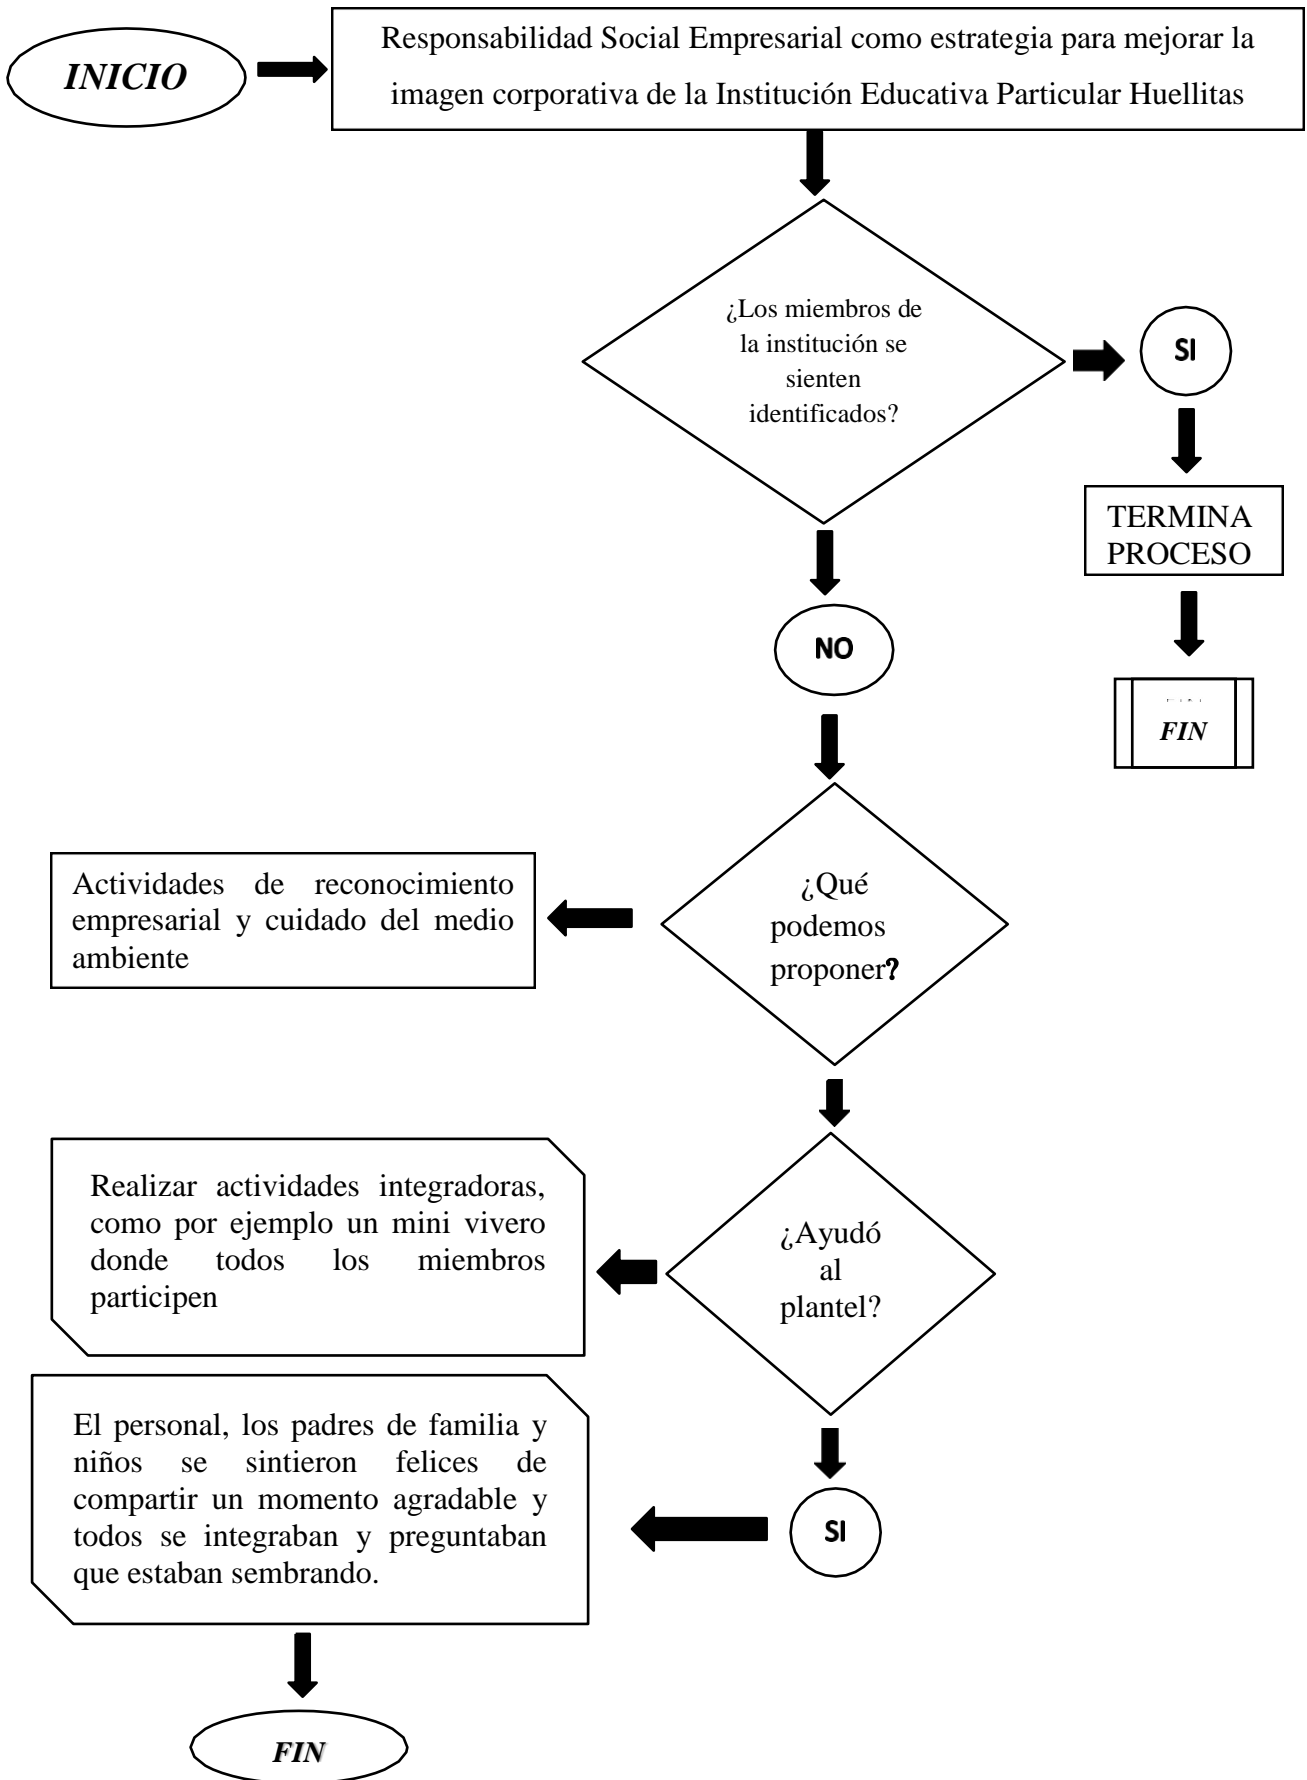 INICIO
Responsabilidad Social Empresarial como estrategia para mejorar la
imagen corporativa de la Institución Educativa Particular Huellitas
¿Los miembros de
la institución se
sienten
identificados?
SI
TERMINA
PROCESO
FIN
NO
¿Qué
podemos
proponer?
Actividades de reconocimiento
empresarial y cuidado del medio
ambiente
¿Ayudó
al
plantel?
Realizar actividades integradoras,
como por ejemplo un mini vivero
donde todos los miembros
participen
SI
El personal, los padres de familia y
niños se sintieron felices de
compartir un momento agradable y
todos se integraban y preguntaban
que estaban sembrando.
FIN